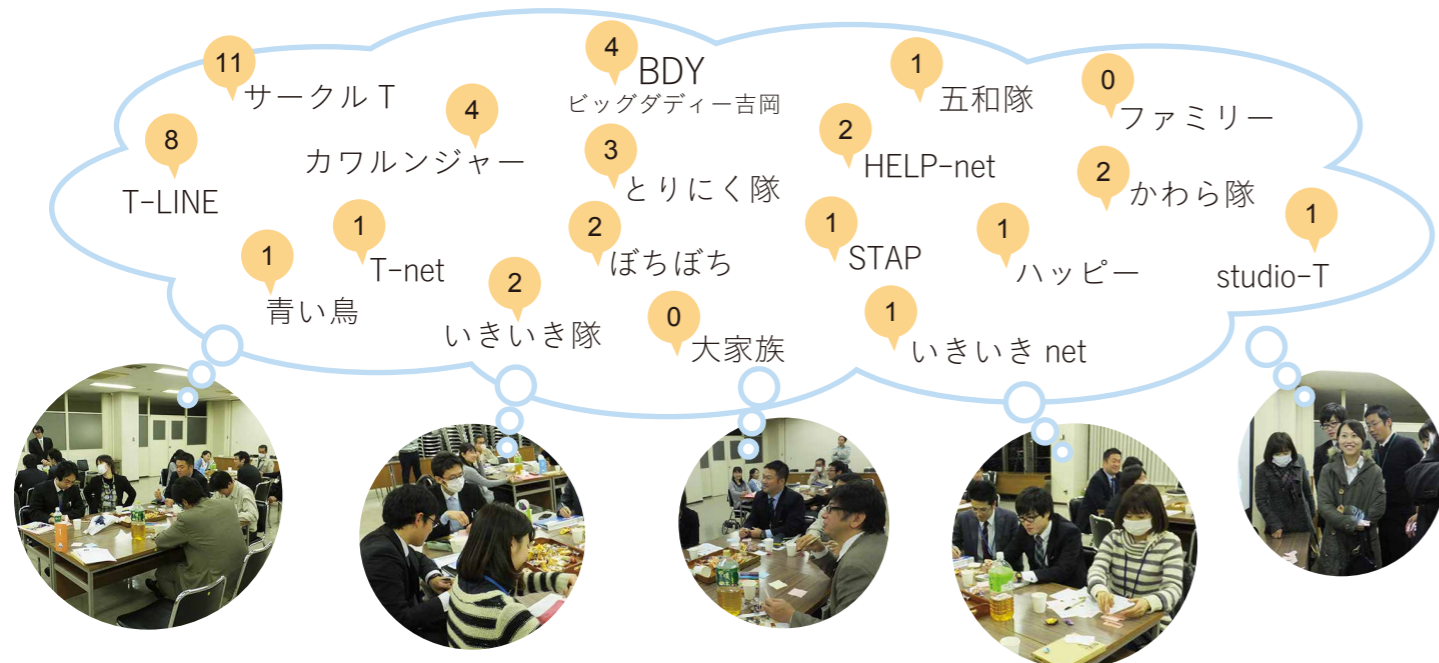 11
サークル T
4
BDY
ビッグダディー吉岡
1
五和隊
0
ファミリー
8
T-LINE
4
カワルンジャー
3
とりにく隊
2
HELP-net
2
かわら隊
1
青い鳥
1
T-net
2
いきいき隊
2
ぼちぼち
0
大家族
1
STAP
1
いきいき net
1
ハッピー
1
studio-T